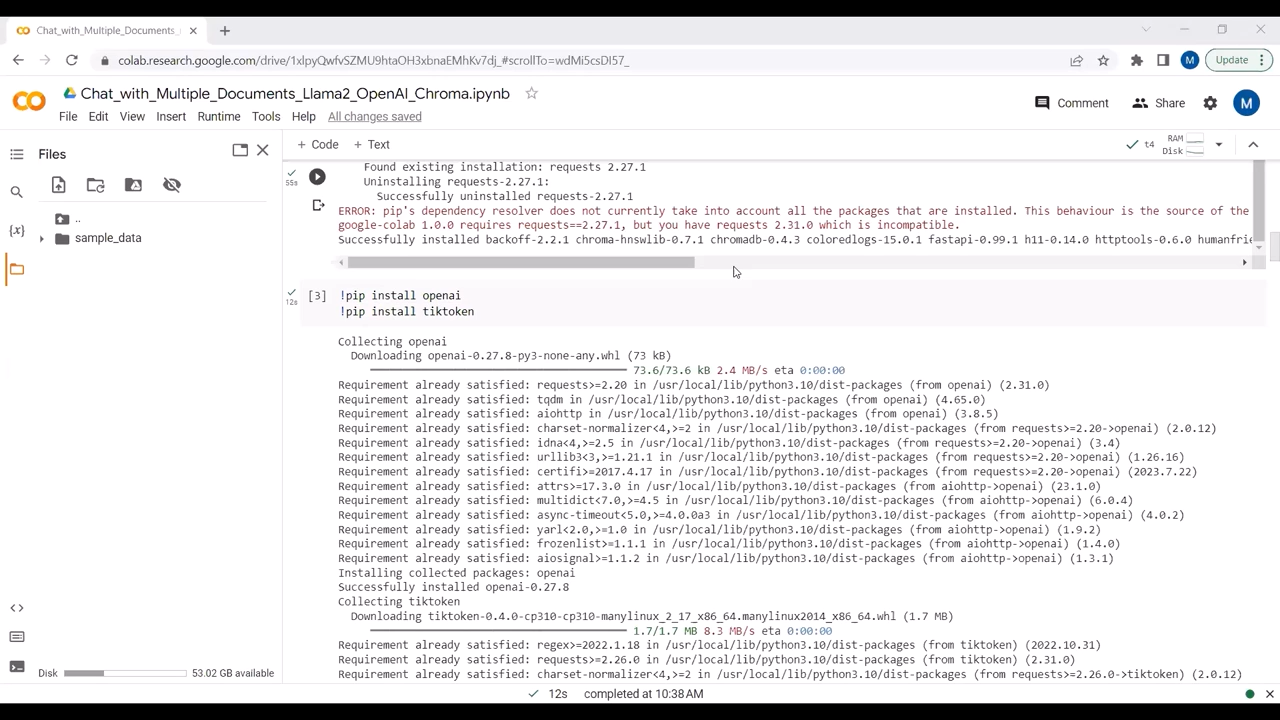 Chat_with_Multiple_Documents_
Update
colab.research.google.com/drive/1xlpyQwfvSZMU9htaOH3xbnaEMhKv7dj_#scrollTo=wdMi5csDI57_
M
Chat_with_Multiple_Documents_Llama2_OpenAI_Chroma.ipynb
File Edit View Insert Runtime Tools Help All changes saved
Comment Share M
Files
+ Code + Text
t4 RAM
Disk
..
sample_data
55s
Found existing installation: requests 2.27.1
Uninstalling requests-2.27.1:
Successfully uninstalled requests-2.27.1
ERROR: pip's dependency resolver does not currently take into account all the packages that are installed. This behaviour is the source of the
google-colab 1.0.0 requires requests==2.27.1, but you have requests 2.31.0 which is incompatible.
Successfully installed backoff-2.2.1 chroma-hnswlib-0.7.1 chromadb-0.4.3 coloredlogs-15.0.1 fastapi-0.99.1 h11-0.14.0 httptools-0.6.0 humanfrie
12s
[3] !pip install openai
!pip install tiktoken
Collecting openai
Downloading openai-0.27.8-py3-none-any.whl (73 kB)
73.6/73.6 kB 2.4 MB/s eta 0:00:00
Requirement already satisfied: requests>=2.20 in /usr/local/lib/python3.10/dist-packages (from openai) (2.31.0)
Requirement already satisfied: tqdm in /usr/local/lib/python3.10/dist-packages (from openai) (4.65.0)
Requirement already satisfied: aiohttp in /usr/local/lib/python3.10/dist-packages (from openai) (3.8.5)
Requirement already satisfied: charset-normalizer<4,>=2 in /usr/local/lib/python3.10/dist-packages (from requests>=2.20->openai) (2.0.12)
Requirement already satisfied: idna<4,>=2.5 in /usr/local/lib/python3.10/dist-packages (from requests>=2.20->openai) (3.4)
Requirement already satisfied: urllib3<3,>=1.21.1 in /usr/local/lib/python3.10/dist-packages (from requests>=2.20->openai) (1.26.16)
Requirement already satisfied: certifi>=2017.4.17 in /usr/local/lib/python3.10/dist-packages (from requests>=2.20->openai) (2023.7.22)
Requirement already satisfied: attrs>=17.3.0 in /usr/local/lib/python3.10/dist-packages (from aiohttp->openai) (23.1.0)
Requirement already satisfied: multidict<7.0,>=4.5 in /usr/local/lib/python3.10/dist-packages (from aiohttp->openai) (6.0.4)
Requirement already satisfied: async-timeout<5.0,>=4.0.0a3 in /usr/local/lib/python3.10/dist-packages (from aiohttp->openai) (4.0.2)
Requirement already satisfied: yarl<2.0,>=1.0 in /usr/local/lib/python3.10/dist-packages (from aiohttp->openai) (1.9.2)
Requirement already satisfied: frozenlist>=1.1.1 in /usr/local/lib/python3.10/dist-packages (from aiohttp->openai) (1.4.0)
Requirement already satisfied: aiosignal>=1.1.2 in /usr/local/lib/python3.10/dist-packages (from aiohttp->openai) (1.3.1)
Installing collected packages: openai
Successfully installed openai-0.27.8
Collecting tiktoken
Downloading tiktoken-0.4.0-cp310-cp310-manylinux_2_17_x86_64.manylinux2014_x86_64.whl (1.7 MB)
1.7/1.7 MB 8.3 MB/s eta 0:00:00
Requirement already satisfied: regex>=2022.1.18 in /usr/local/lib/python3.10/dist-packages (from tiktoken) (2022.10.31)
Requirement already satisfied: requests>=2.26.0 in /usr/local/lib/python3.10/dist-packages (from tiktoken) (2.31.0)
Requirement already satisfied: charset-normalizer<4,>=2 in /usr/local/lib/python3.10/dist-packages (from requests>=2.26.0->tiktoken) (2.0.12)
Disk 53.02 GB available
12s completed at 10:38 AM